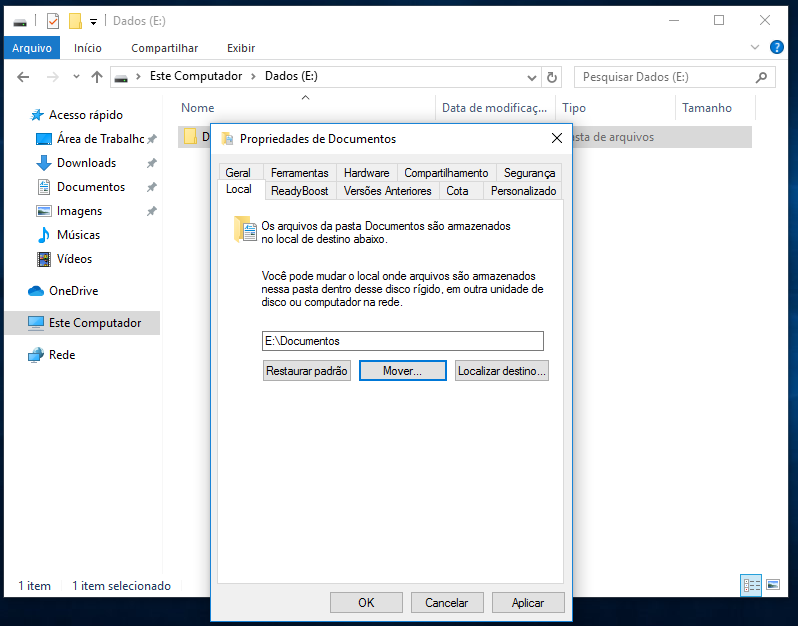 Dados (E:)
Arquivo Início Compartilhar Exibir
Este Computador Dados (E:)
Pesquisar Dados (E:)
Nome Data de modificaç... Tipo Tamanho
Acesso rápido
Área de Trabalho
Downloads
Documentos
Imagens
Músicas
Vídeos
OneDrive
Este Computador
Rede
de arquivos
Propriedades de Documentos
Geral Ferramentas Hardware Compartilhamento Segurança
Local ReadyBoost Versões Anteriores Cota Personalizado
Os arquivos da pasta Documentos são armazenados
no local de destino abaixo.
Você pode mudar o local onde arquivos são armazenados
nessa pasta dentro desse disco rígido, em outra unidade de
disco ou computador na rede.
E:\Documentos
Restaurar padrão Mover... Localizar destino...
OK Cancelar Aplicar
1 item 1 item selecionado